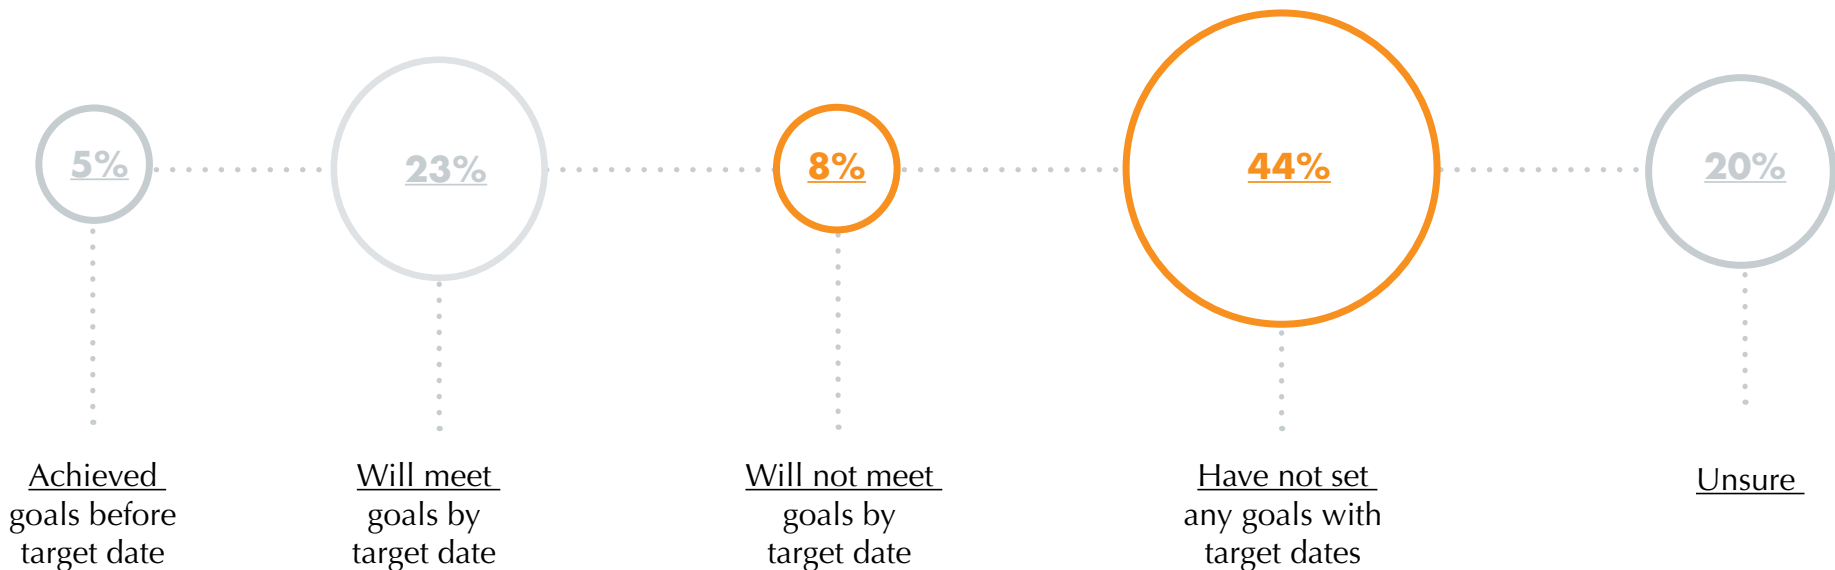 5%
23%
8%
44%
20%
Achieved
goals before
target date
Will meet
goals by
target date
Will not meet
goals by
target date
Have not set
any goals with
target dates
Unsure